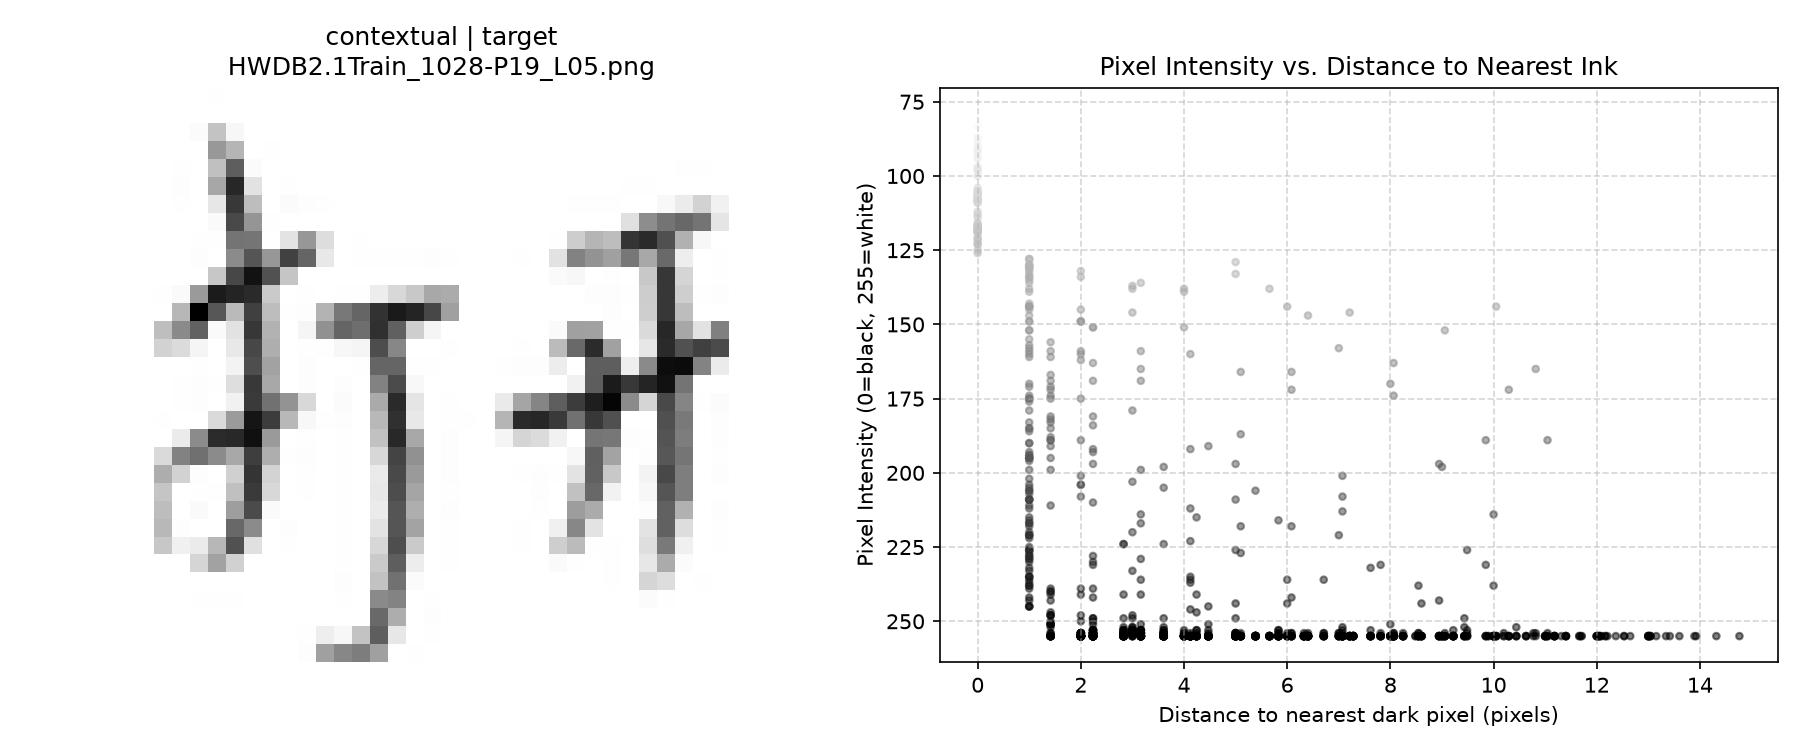 contextual | target
HWDB2.1Train_1028-P19_L05.png
打开
Pixel Intensity vs. Distance to Nearest Ink
Pixel Intensity (0=black, 255=white)
75
100
125
150
175
200
225
250
0 2 4 6 8 10 12 14
Distance to nearest dark pixel (pixels)